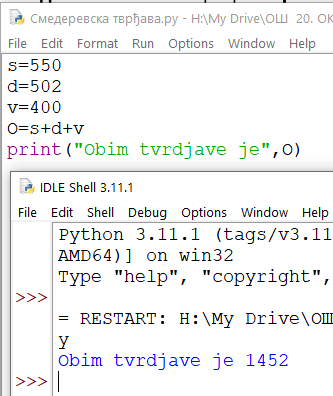 Смедеревска тврђава.py - H:\My Drive\ОШ 20. ОК
File Edit Format Run Options Window Help
s=550
d=502
v=400
O=s+d+v
print("Obim tvrdjave je",O)
IDLE Shell 3.11.1
File Edit Shell Debug Options Window Help
Python 3.11.1 (tags/v3.11
AMD64)] on win32
Type "help", "copyright",
>>>
= RESTART: H:\My Drive\ОШ
y
Obim tvrdjave je 1452
>>>